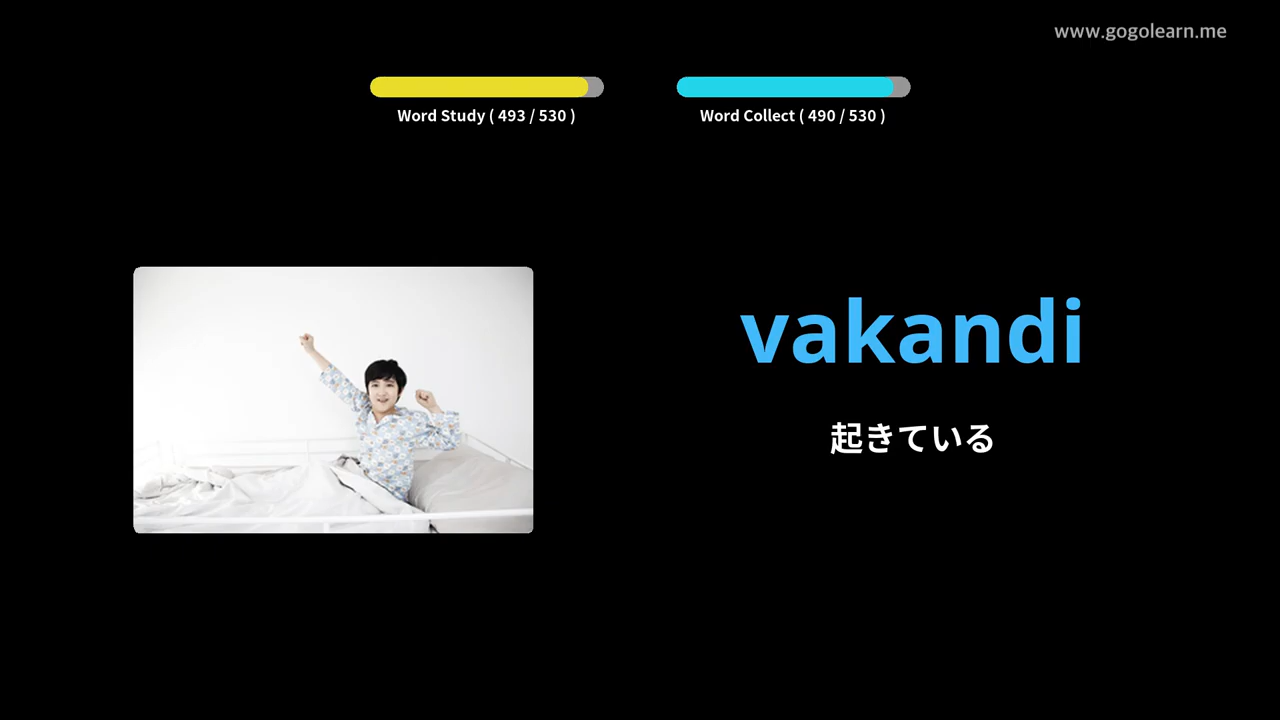 www.gogolearn.me
Word Study ( 493 / 530 )
Word Collect ( 490 / 530 )
vakandi
起きている